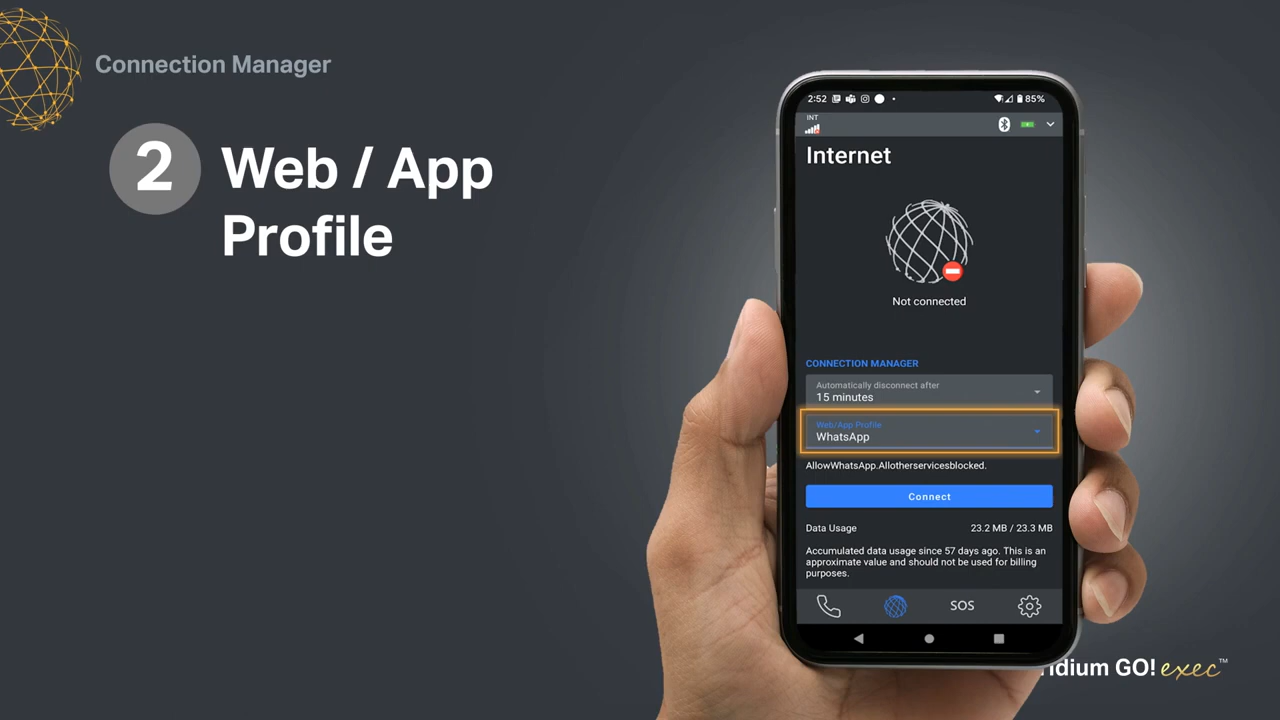 Connection Manager
2
Web / App
Profile
2:52
85%
INT
Internet
Not connected
CONNECTION MANAGER
Automatically disconnect after
15 minutes
Web/App Profile
WhatsApp
AllowWhatsApp.Allotherservicesblocked.
Connect
Data Usage 23.2 MB / 23.3 MB
Accumulated data usage since 57 days ago. This is an
approximate value and should not be used for billing
purposes.
SOS
ridium GO! exec™